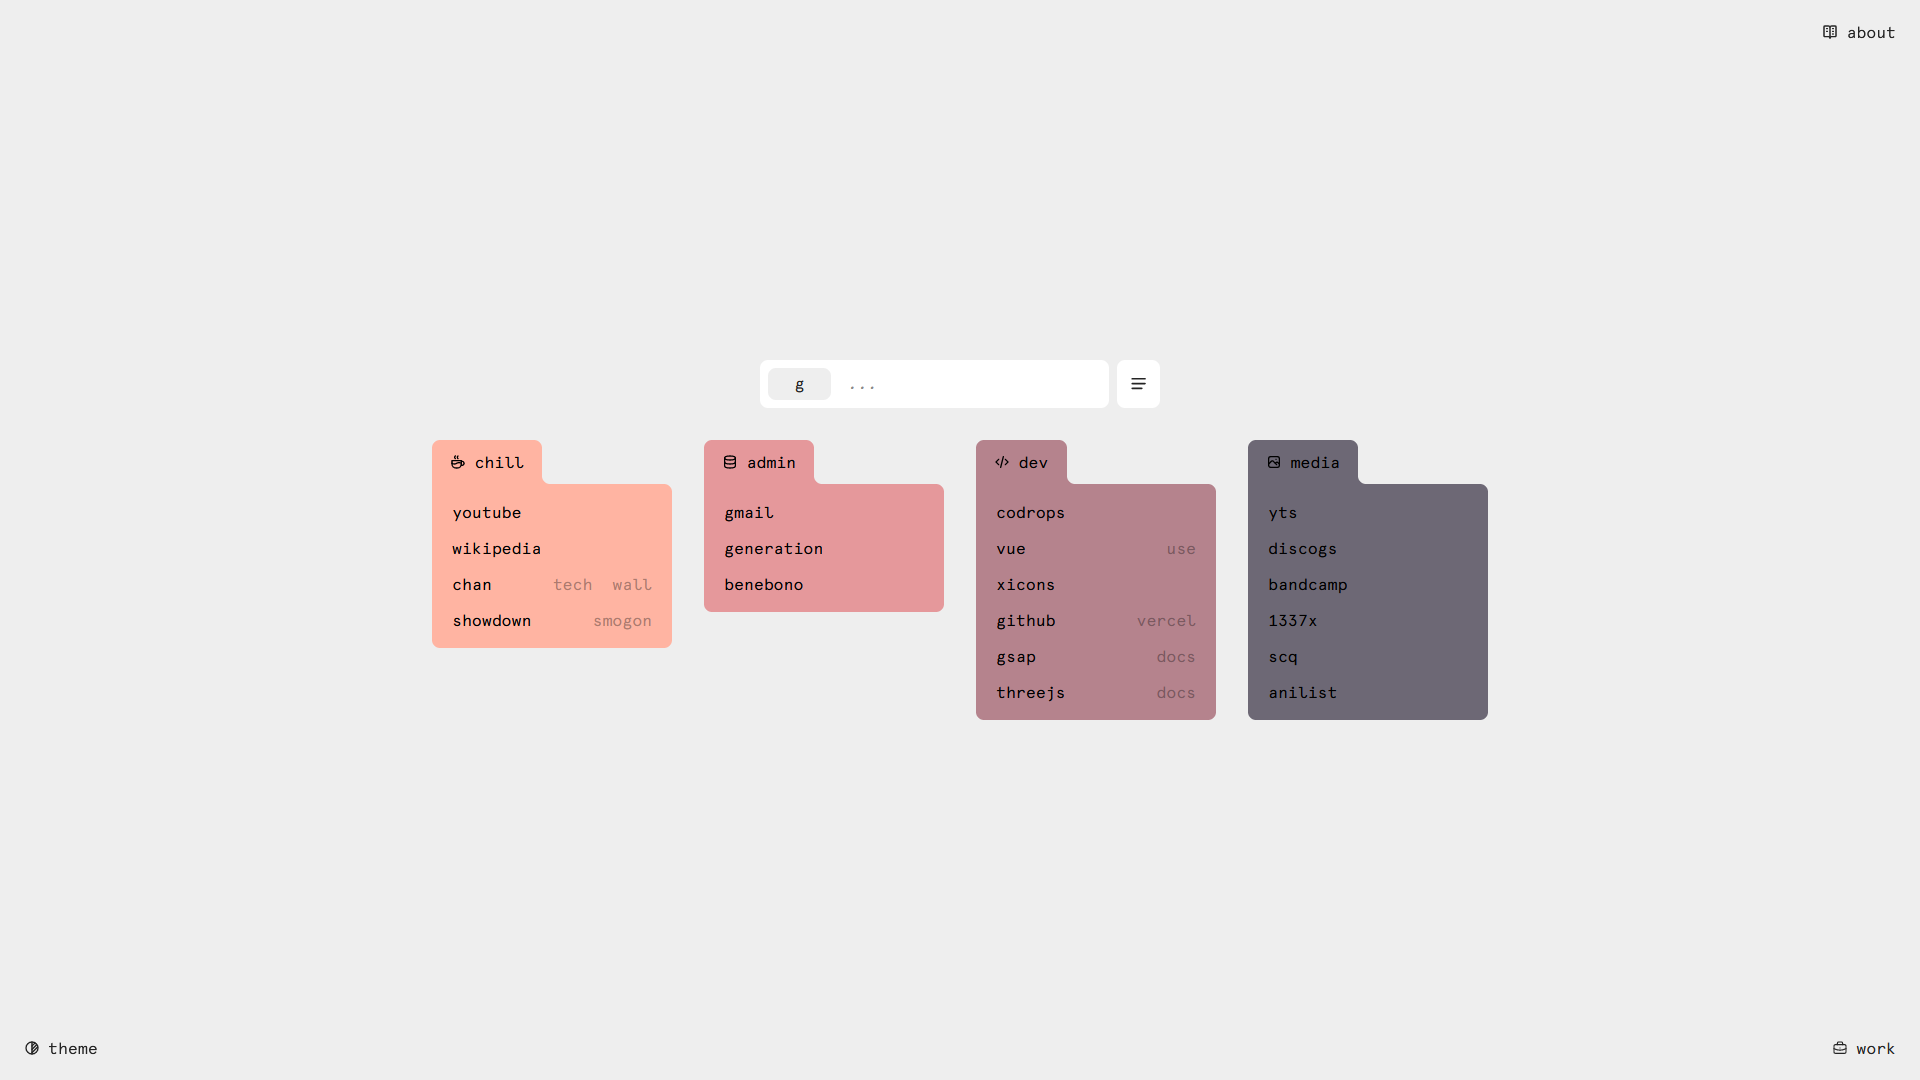 about
g ...
chill
youtube
wikipedia
chan tech wall
showdown smogon
admin
gmail
generation
benebono
dev
codrops
vue use
xicons
github vercel
gsap docs
threejs docs
media
yts
discogs
bandcamp
1337x
scq
anilist
theme
work